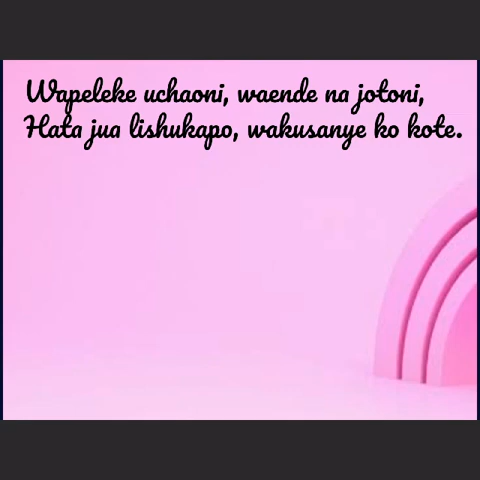 Wapeleke uchaoni, waende na jotoni,
Hata jua lishukapo, wakusanye ko kote.